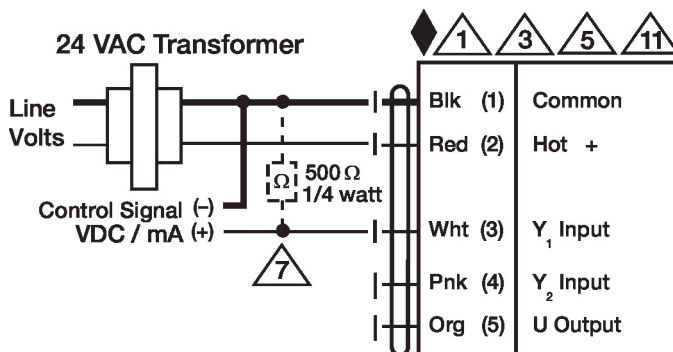 1 3 5 11
24 VAC Transformer
Line
Volts
Blk (1) Common
Red (2) Hot +
Ω 500 Ω
1/4 watt
Control Signal (–)
VDC / mA (+)
Wht (3) Y1 Input
7
Pnk (4) Y2 Input
Org (5) U Output